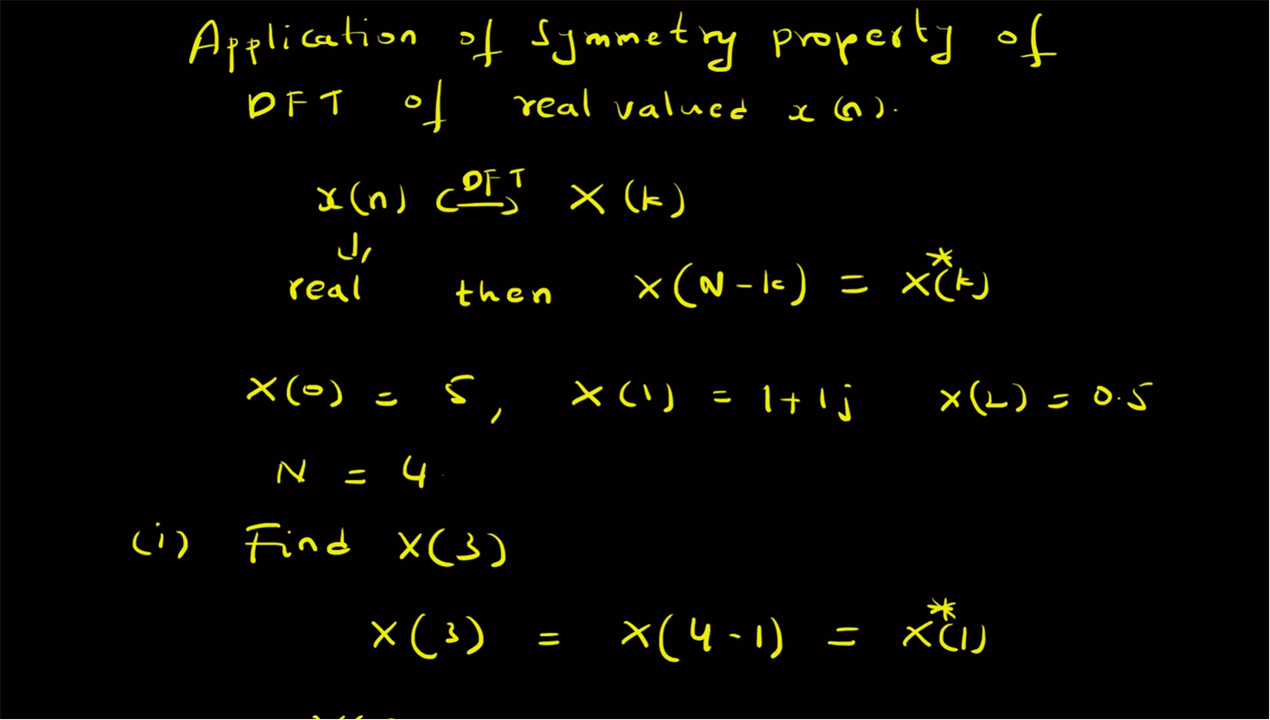 Application of Symmetry property of
DFT of real valued x(n).
x(n) DFT X(k)
↓
real then X(N-k) = X*(k)
X(0) = 5, X(1) = 1+1j X(2) = 0.5
N = 4
(i) Find X(3)
X(3) = X(4-1) = X*(1)